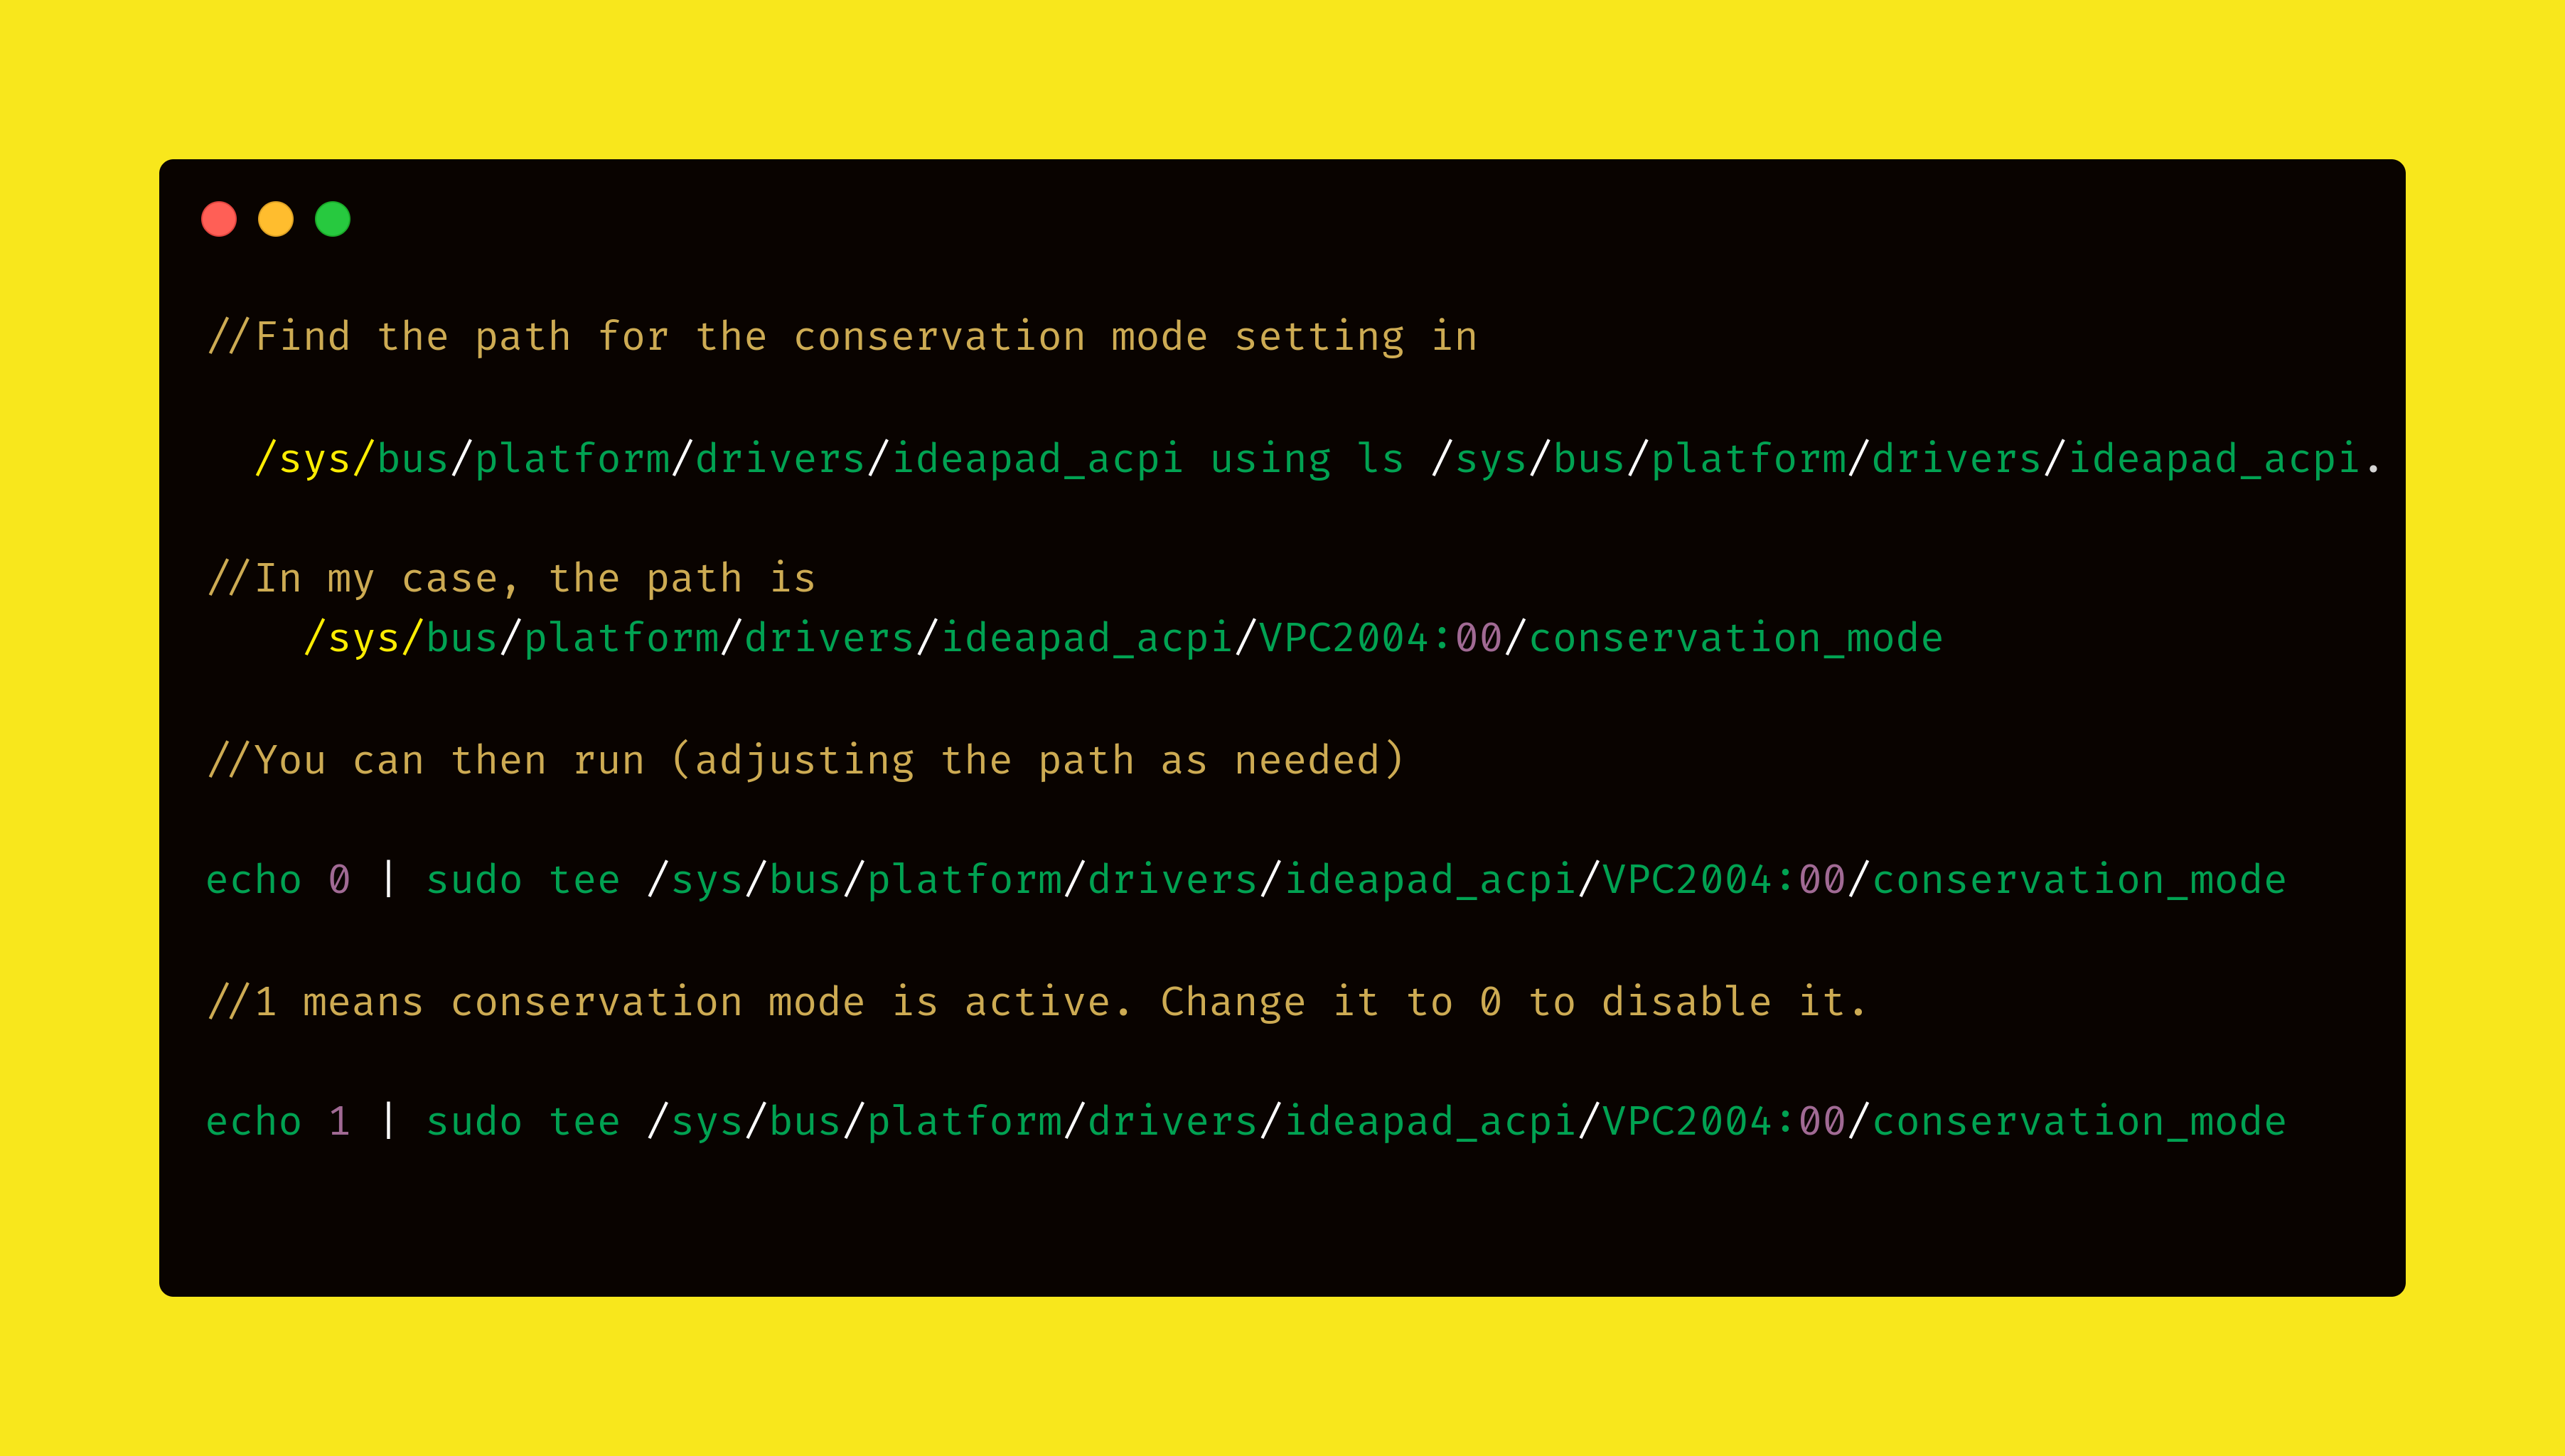 //Find the path for the conservation mode setting in
/sys/bus/platform/drivers/ideapad_acpi using ls /sys/bus/platform/drivers/ideapad_acpi.
//In my case, the path is
/sys/bus/platform/drivers/ideapad_acpi/VPC2004:00/conservation_mode
//You can then run (adjusting the path as needed)
echo 0 | sudo tee /sys/bus/platform/drivers/ideapad_acpi/VPC2004:00/conservation_mode
//1 means conservation mode is active. Change it to 0 to disable it.
echo 1 | sudo tee /sys/bus/platform/drivers/ideapad_acpi/VPC2004:00/conservation_mode